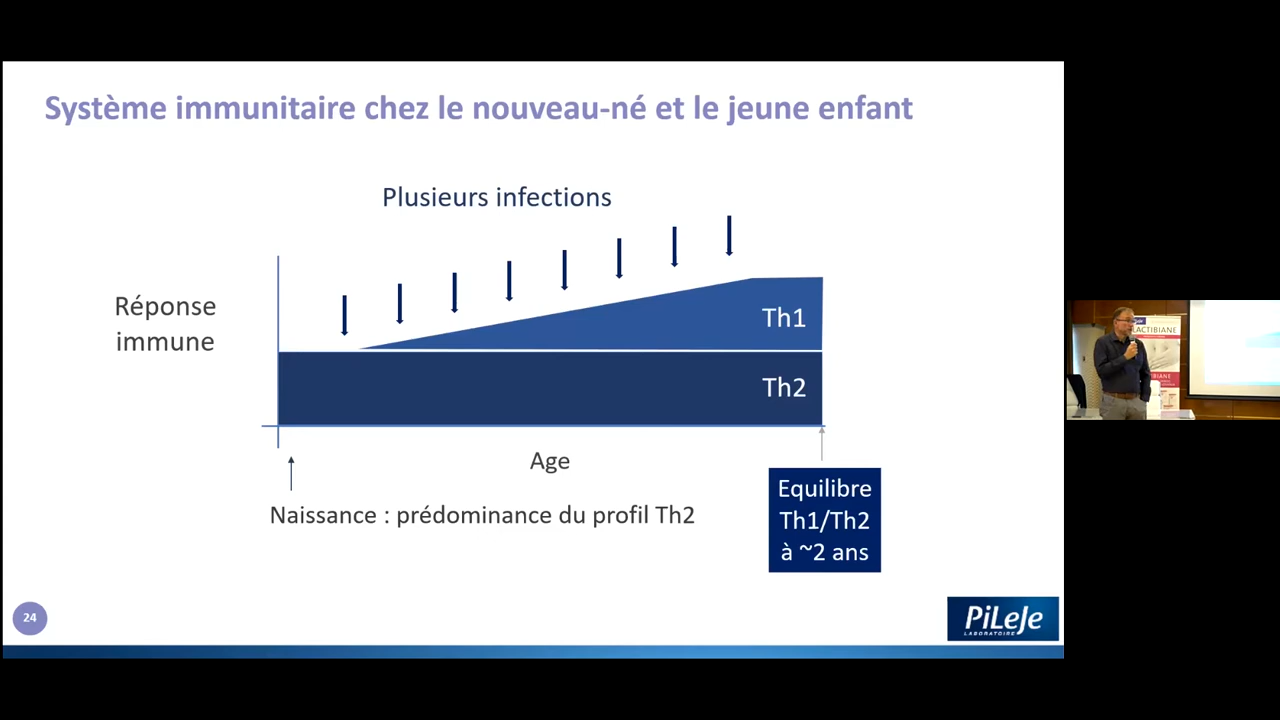 Système immunitaire chez le nouveau-né et le jeune enfant
Plusieurs infections
Réponse
immune
Th1
Th2
Age
Naissance : prédominance du profil Th2
Equilibre
Th1/Th2
à ~2 ans
24
PiLeJe
LABORATOIRE
LACTIBIANE